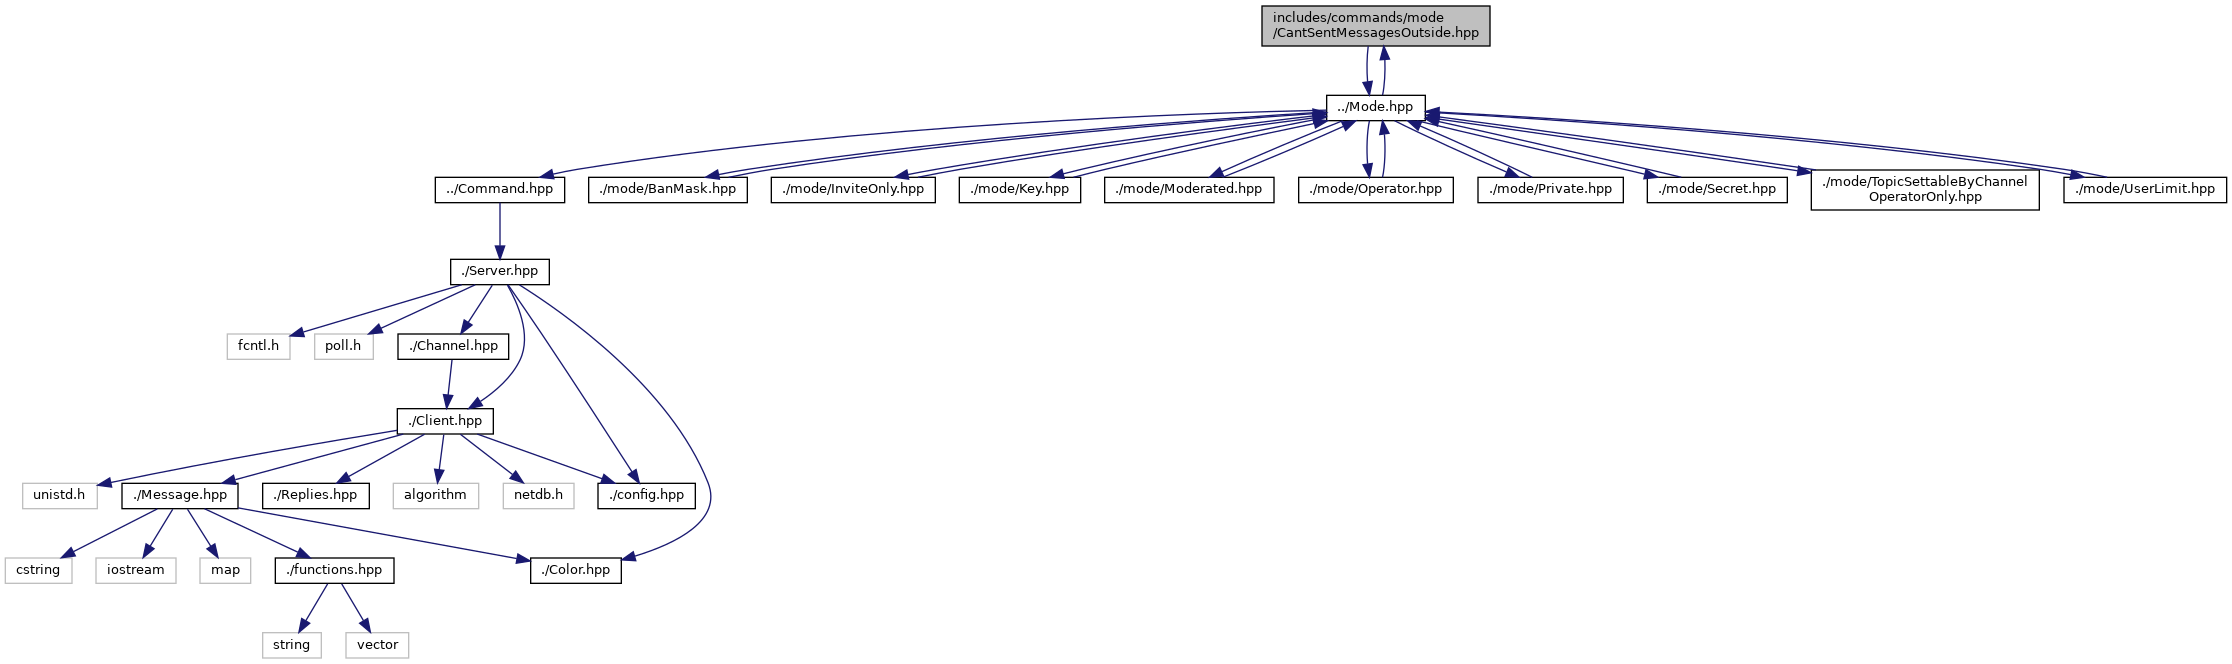 includes/commands/mode
/CantSentMessagesOutside.hpp
../Mode.hpp
../Command.hpp
./mode/BanMask.hpp
./mode/InviteOnly.hpp
./mode/Key.hpp
./mode/Moderated.hpp
./mode/Operator.hpp
./mode/Private.hpp
./mode/Secret.hpp
./mode/TopicSettableByChannel
OperatorOnly.hpp
./mode/UserLimit.hpp
./Server.hpp
fcntl.h
poll.h
./Channel.hpp
./Client.hpp
unistd.h
./Message.hpp
./Replies.hpp
algorithm
netdb.h
./config.hpp
cstring
iostream
map
./functions.hpp
./Color.hpp
string
vector